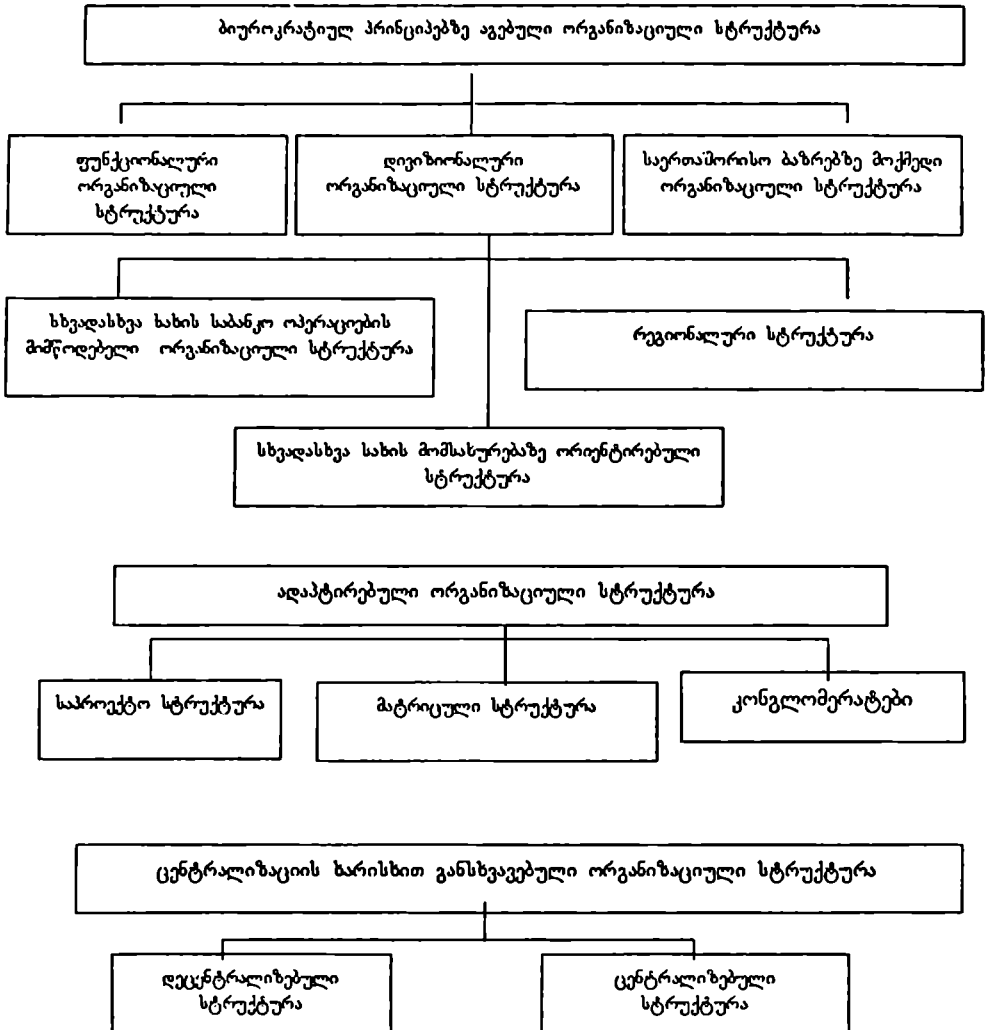 ბიუროკრატიულ პრინციპებზე აგებული ორგანიზაციული სტრუქტურა
ფუნქციონალური
ორგანიზაციული
სტრუქტურა
დივიზიონალური
ორგანიზაციული სტრუქტურა
საერთაშორისო ბაზრებზე მოქმედი
ორგანიზაციული სტრუქტურა
სხვადასხვა სახის საბანკო ოპერაციების
მიმწოდებელი ორგანიზაციული სტრუქტურა
რეგიონალური სტრუქტურა
სხვადასხვა სახის მომსახურებაზე ორიენტირებული
სტრუქტურა
ადაპტირებული ორგანიზაციული სტრუქტურა
საპროექტო სტრუქტურა
მატრიცული სტრუქტურა
კონგლომერატები
ცენტრალიზაციის ხარისხით განსხვავებული ორგანიზაციული სტრუქტურა
დეცენტრალიზებული
სტრუქტურა
ცენტრალიზებული
სტრუქტურა